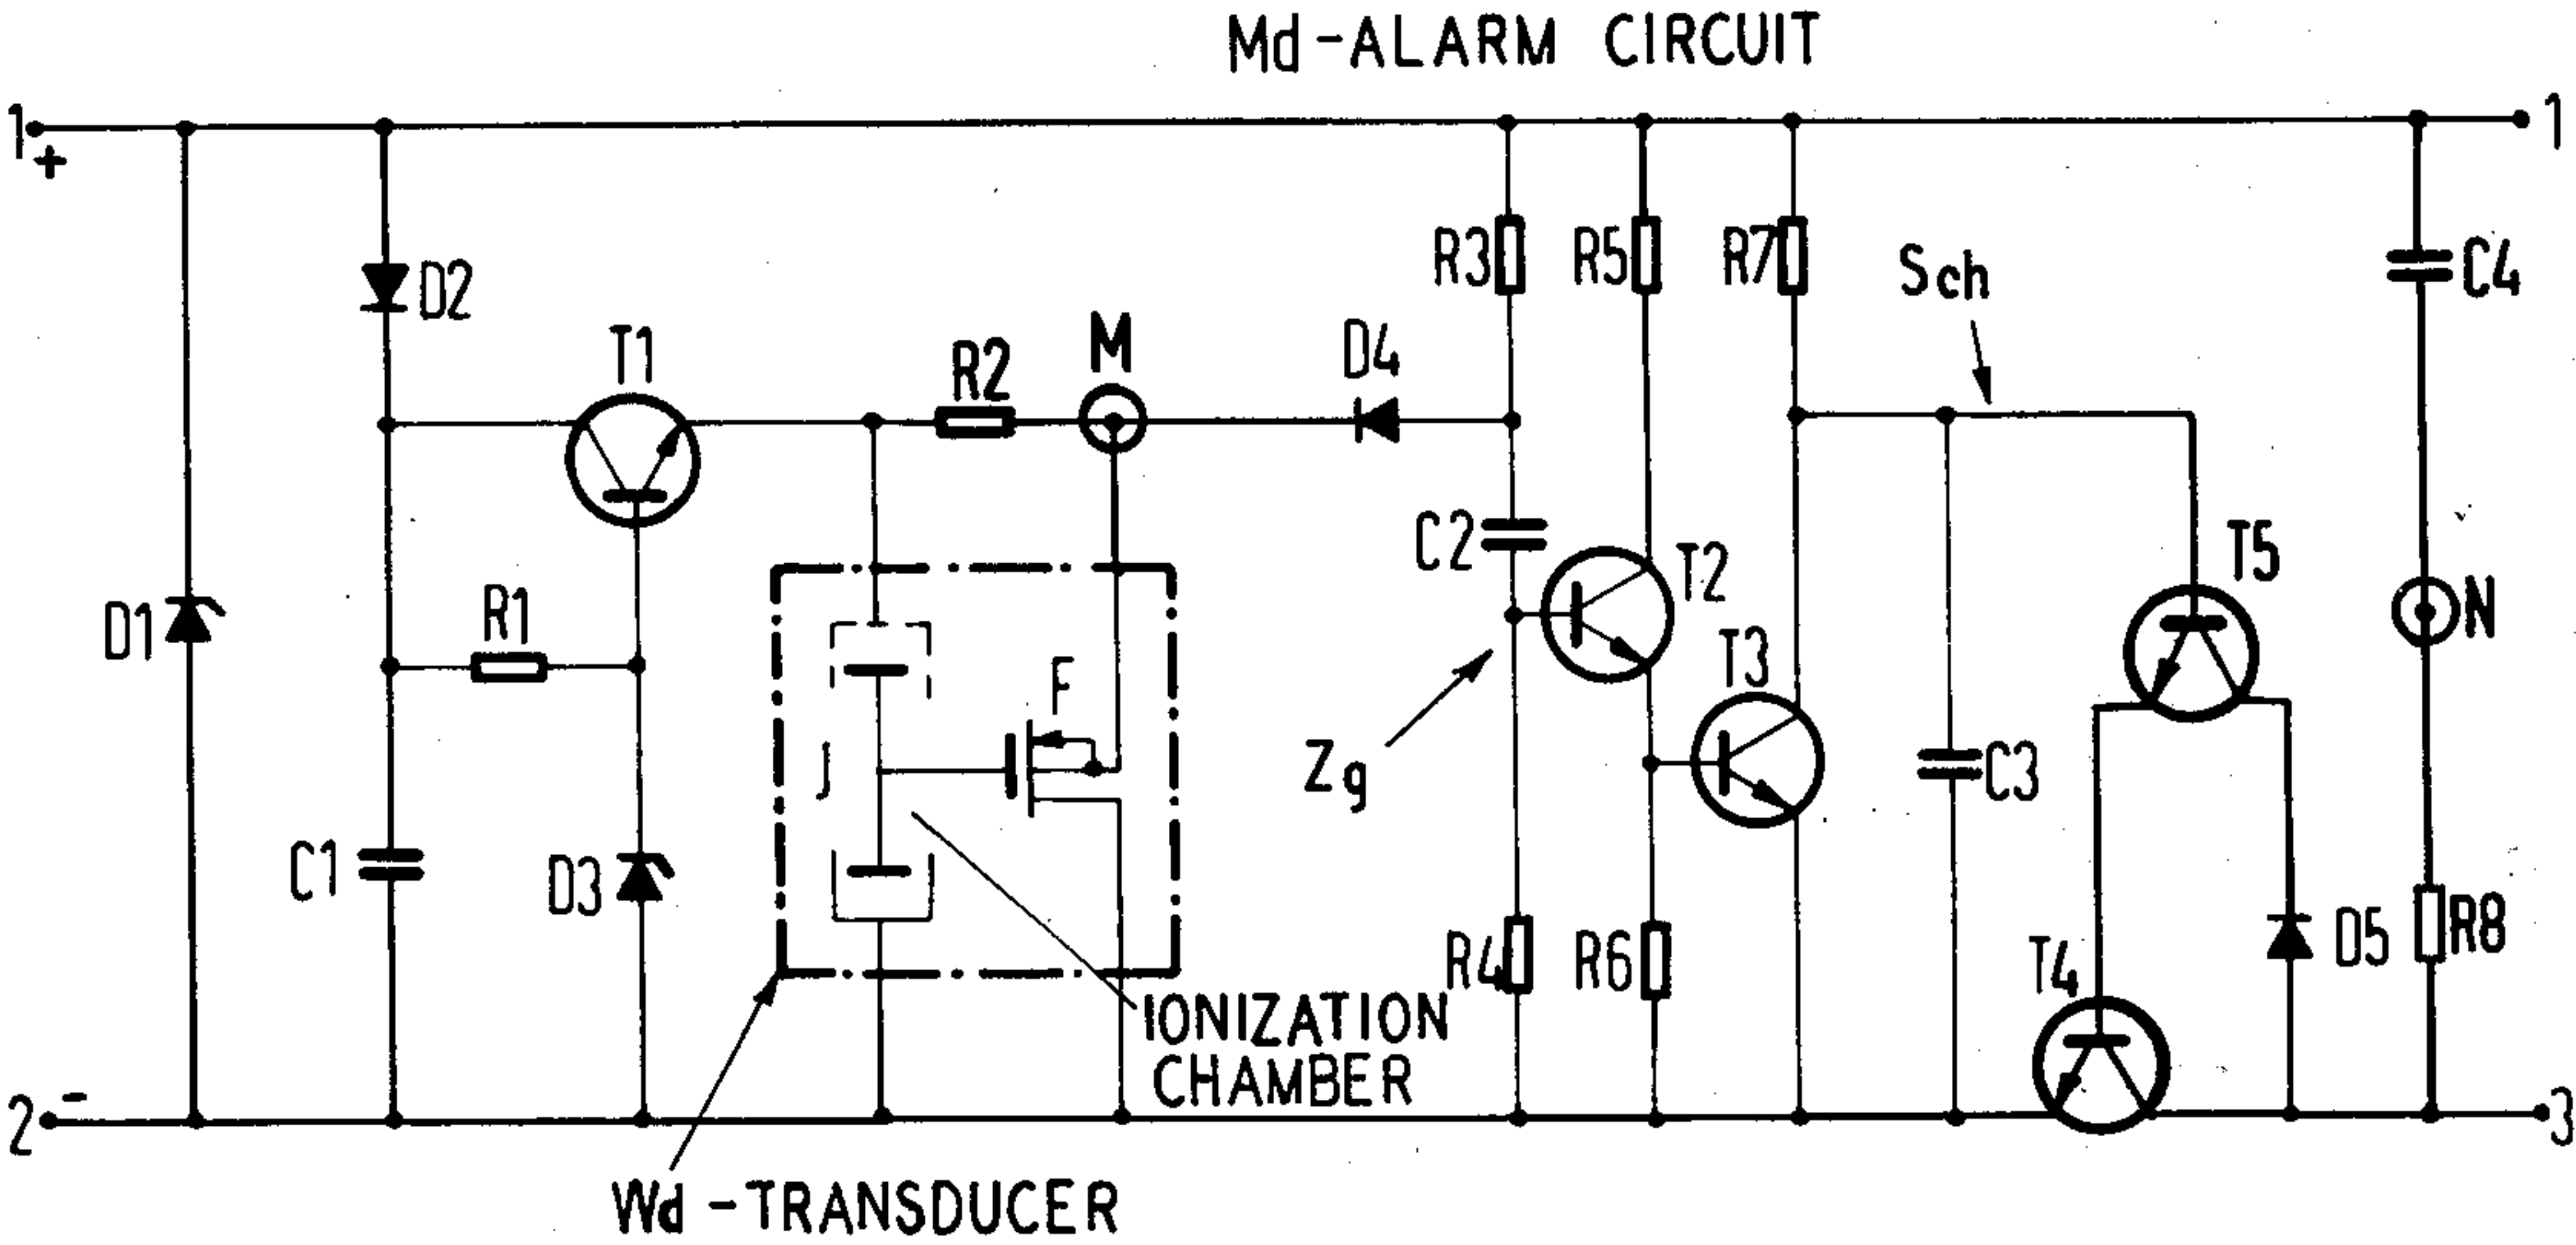 Md - ALARM CIRCUIT
1 1
+
D2
R3 R5 R7 Sch C4
T1 R2 M D4
C2 T2 T5
D1 R1 N
T3
F
J Zg C3
C1 D3
R4 R6 T4 D5 R8
IONIZATION
CHAMBER
2 - 3
Wd - TRANSDUCER